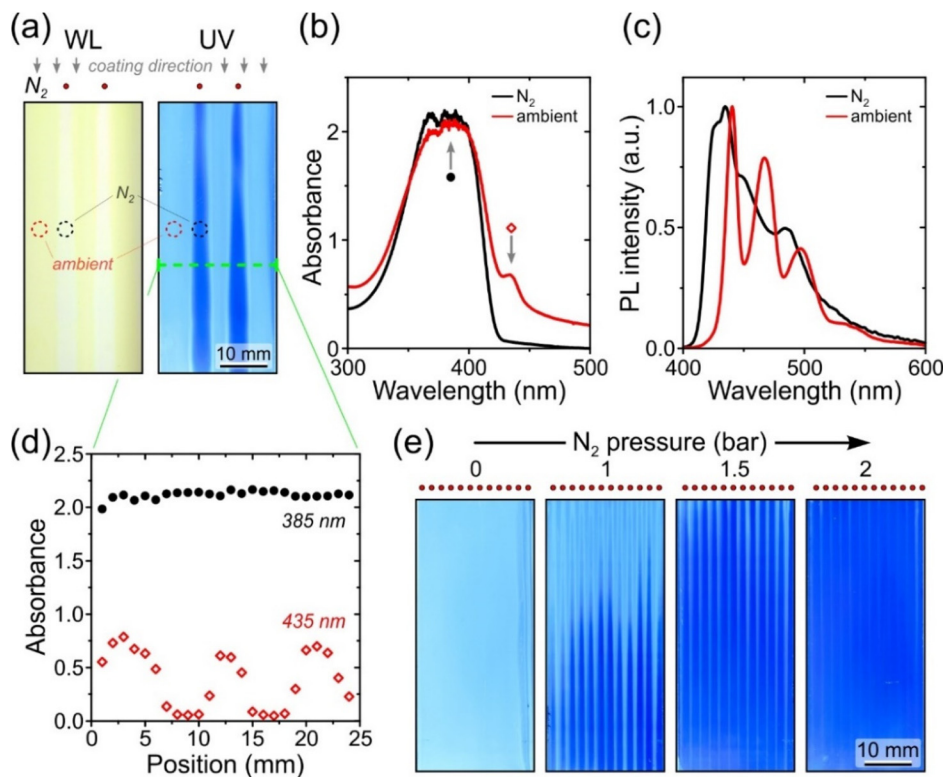 (a)
WL
UV
coating direction
N2
N2
ambient
10 mm
(b)
N2
ambient
Absorbance
2
1
0
300
400
500
Wavelength (nm)
(c)
N2
ambient
PL intensity (a.u.)
1.0
0.5
0.0
400
500
600
Wavelength (nm)
(d)
Absorbance
2.5
2.0
1.5
1.0
0.5
0.0
385 nm
435 nm
0
5
10
15
20
25
Position (mm)
(e)
N2 pressure (bar)
0
1
1.5
2
10 mm